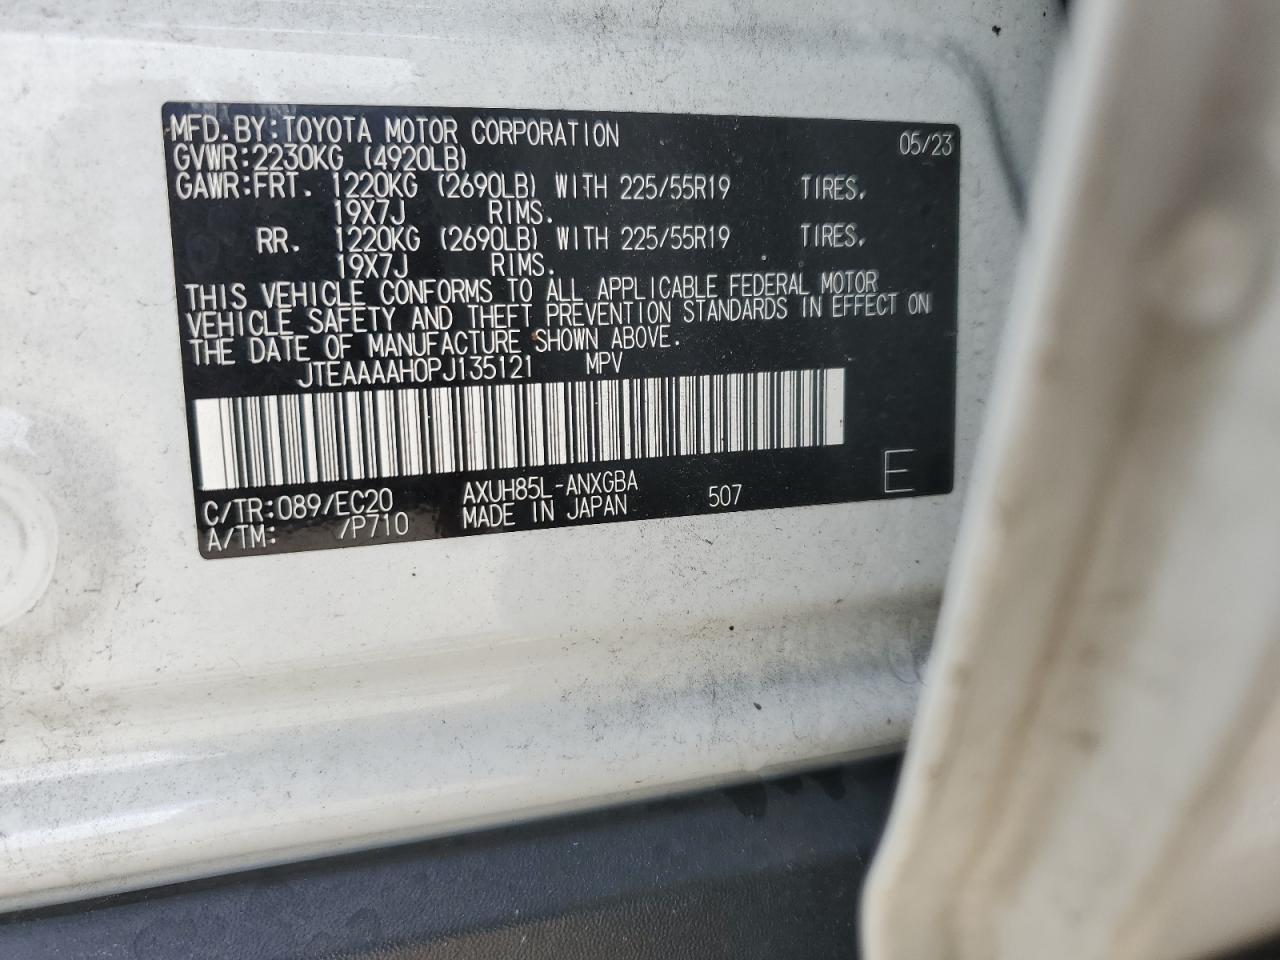 MFD.BY:TOYOTA MOTOR CORPORATION 05/23
GVWR:2230KG (4920LB)
GAWR:FRT. 1220KG (2690LB) WITH 225/55R19 TIRES.
19X7J RIMS.
RR. 1220KG (2690LB) WITH 225/55R19 TIRES.
19X7J RIMS.
THIS VEHICLE CONFORMS TO ALL APPLICABLE FEDERAL MOTOR
VEHICLE SAFETY AND THEFT PREVENTION STANDARDS IN EFFECT ON
THE DATE OF MANUFACTURE SHOWN ABOVE.
JTEAAAAH0PJ135121 MPV
C/TR:089/EC20 AXUH85L-ANXGBA 507 E
A/TM: /P710 MADE IN JAPAN